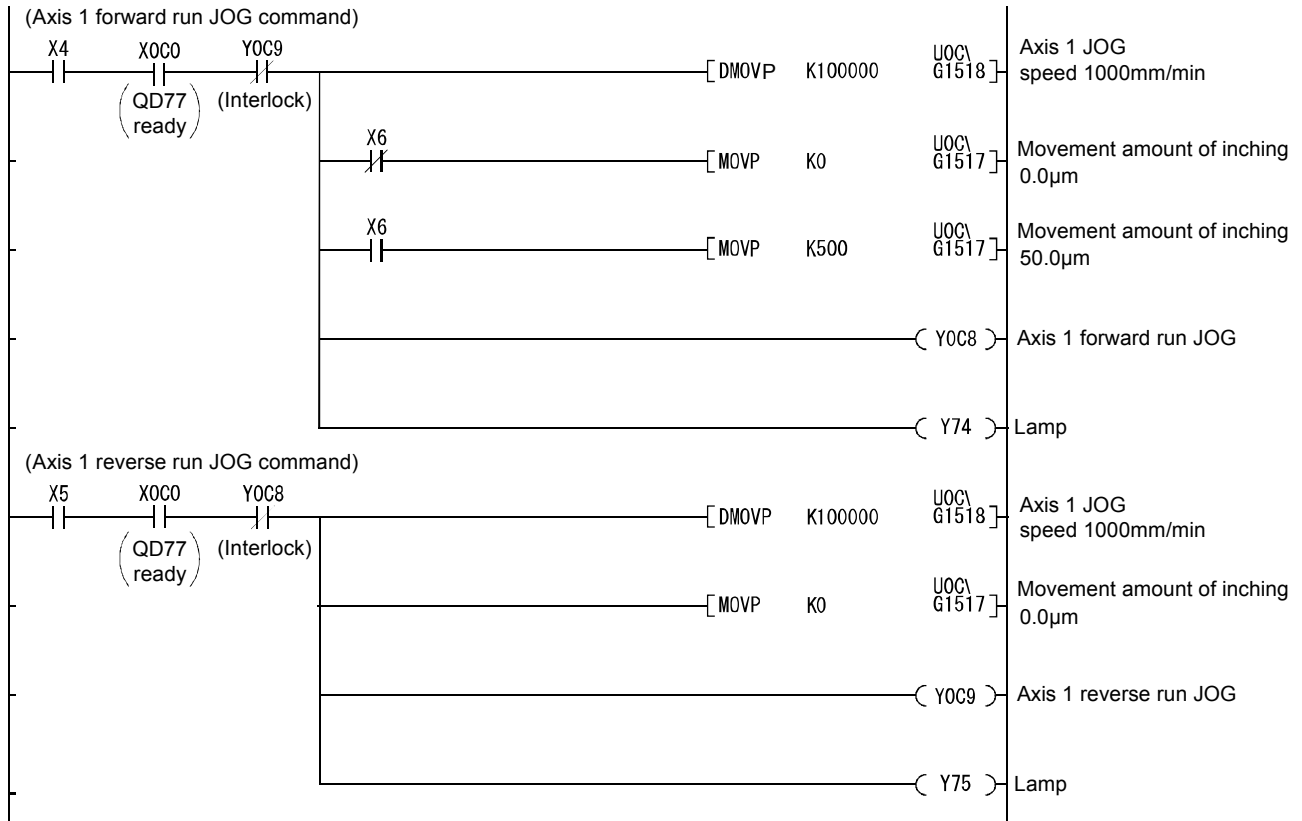 (Axis 1 forward run JOG command)
X4 X0C0 Y0C9
DMOVP K100000 U0C\ G1518
Axis 1 JOG
speed 1000mm/min
(QD77 ready)
(Interlock)
X6
MOVP K0 U0C\ G1517
Movement amount of inching
0.0µm
X6
MOVP K500 U0C\ G1517
Movement amount of inching
50.0µm
Y0C8 Axis 1 forward run JOG
Y74 Lamp
(Axis 1 reverse run JOG command)
X5 X0C0 Y0C8
DMOVP K100000 U0C\ G1518
Axis 1 JOG
speed 1000mm/min
(QD77 ready)
(Interlock)
MOVP K0 U0C\ G1517
Movement amount of inching
0.0µm
Y0C9 Axis 1 reverse run JOG
Y75 Lamp